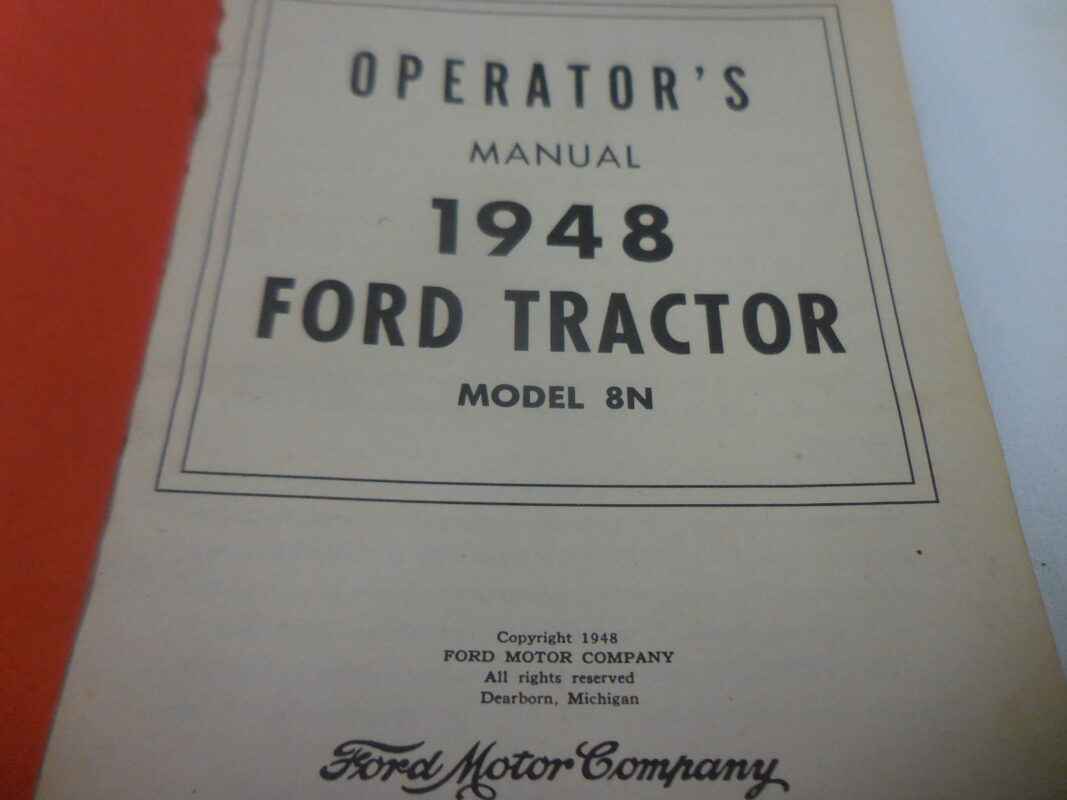 OPERATOR'S
MANUAL
1948
FORD TRACTOR
MODEL 8N
Copyright 1948
FORD MOTOR COMPANY
All rights reserved
Dearborn, Michigan
Ford Motor Company